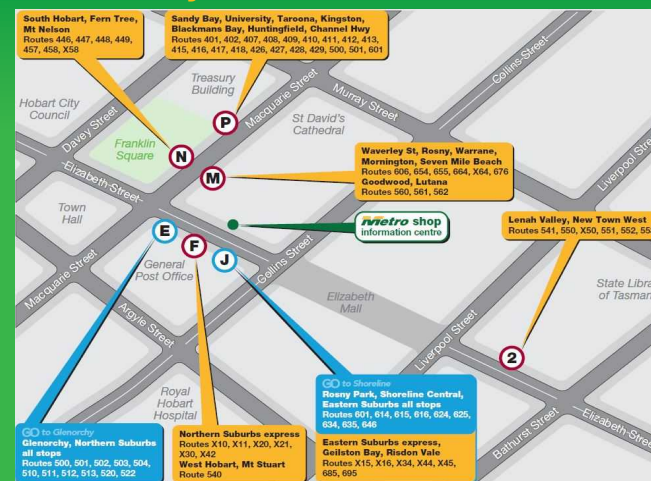 South Hobart, Fern Tree,
Mt Nelson
Routes 446, 447, 448, 449,
457, 458, X58
Sandy Bay, University, Taroona, Kingston,
Blackmans Bay, Huntingfield, Channel Hwy
Routes 401, 402, 407, 408, 409, 410, 411, 412, 413,
415, 416, 417, 418, 426, 427, 428, 429, 500, 501, 601
Treasury
Building
Hobart City
Council
Davey Street
Franklin
Square
P
N
M
Macquarie Street
Murray Street
Collins Street
St David's
Cathedral
Liverpool Street
Waverley St, Rosny, Warrane,
Mornington, Seven Mile Beach
Routes 606, 654, 655, 664, X64, 676
Goodwood, Lutana
Routes 560, 561, 562
Elizabeth Street
Town
Hall
E
F
J
General
Post Office
Metro shop
information centre
Lenah Valley, New Town West
Routes 541, 550, X50, 551, 552, 553
State Libra
of Tasman
Macquarie Street
Argyle Street
Collins Street
Elizabeth
Mall
Liverpool Street
2
Royal
Hobart
Hospital
Bathurst Street
Elizabeth Stre
GO to Glenorchy
Glenorchy, Northern Suburbs
all stops
Routes 500, 501, 502, 503, 504,
510, 511, 512, 513, 520, 522
Northern Suburbs express
Routes X10, X11, X20, X21,
X30, X42
West Hobart, Mt Stuart
Route 540
GO to Shoreline
Rosny Park, Shoreline Central,
Eastern Suburbs all stops
Routes 601, 614, 615, 616, 624, 625,
634, 635, 646
Eastern Suburbs express,
Geilston Bay, Risdon Vale
Routes X15, X16, X34, X44, X45,
685, 695